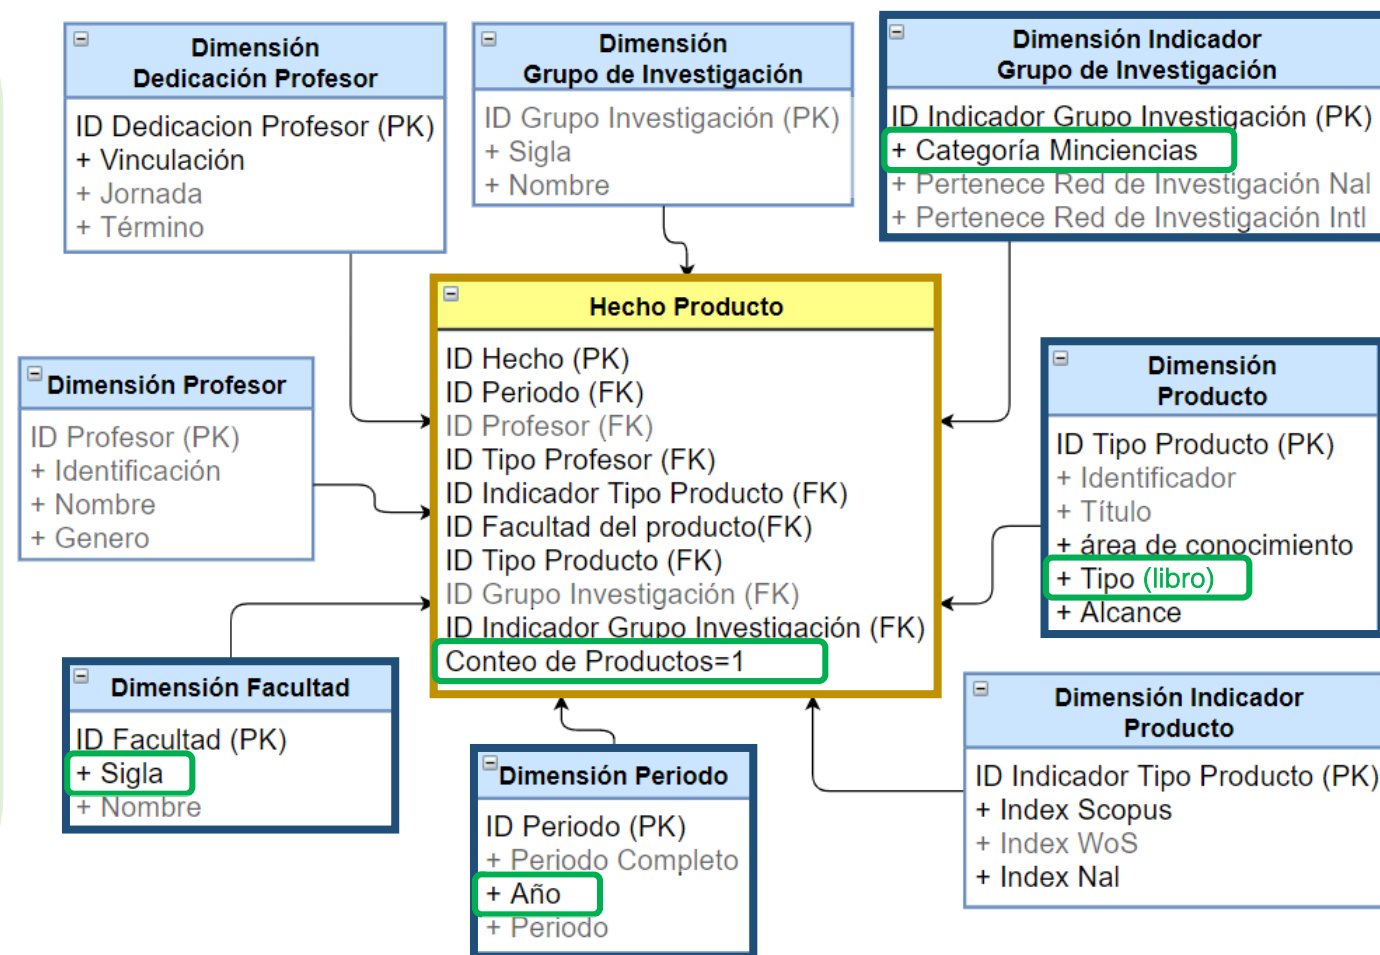 Dimensión
Dedicación Profesor
ID Dedicacion Profesor (PK)
+ Vinculación
+ Jornada
+ Término
Dimensión
Grupo de Investigación
ID Grupo Investigación (PK)
+ Sigla
+ Nombre
Dimensión Indicador
Grupo de Investigación
ID Indicador Grupo Investigación (PK)
+ Categoría Minciencias
+ Pertenece Red de Investigación Nal
+ Pertenece Red de Investigación Intl
Hecho Producto
ID Hecho (PK)
ID Periodo (FK)
ID Profesor (FK)
ID Tipo Profesor (FK)
ID Indicador Tipo Producto (FK)
ID Facultad del producto(FK)
ID Tipo Producto (FK)
ID Grupo Investigación (FK)
ID Indicador Grupo Investigación (FK)
Conteo de Productos=1
Dimensión Profesor
ID Profesor (PK)
+ Identificación
+ Nombre
+ Genero
Dimensión
Producto
ID Tipo Producto (PK)
+ Identificador
+ Título
+ área de conocimiento
+ Tipo (libro)
+ Alcance
Dimensión Facultad
ID Facultad (PK)
+ Sigla
+ Nombre
Dimensión Periodo
ID Periodo (PK)
+ Periodo Completo
+ Año
+ Periodo
Dimensión Indicador
Producto
ID Indicador Tipo Producto (PK)
+ Index Scopus
+ Index WoS
+ Index Nal